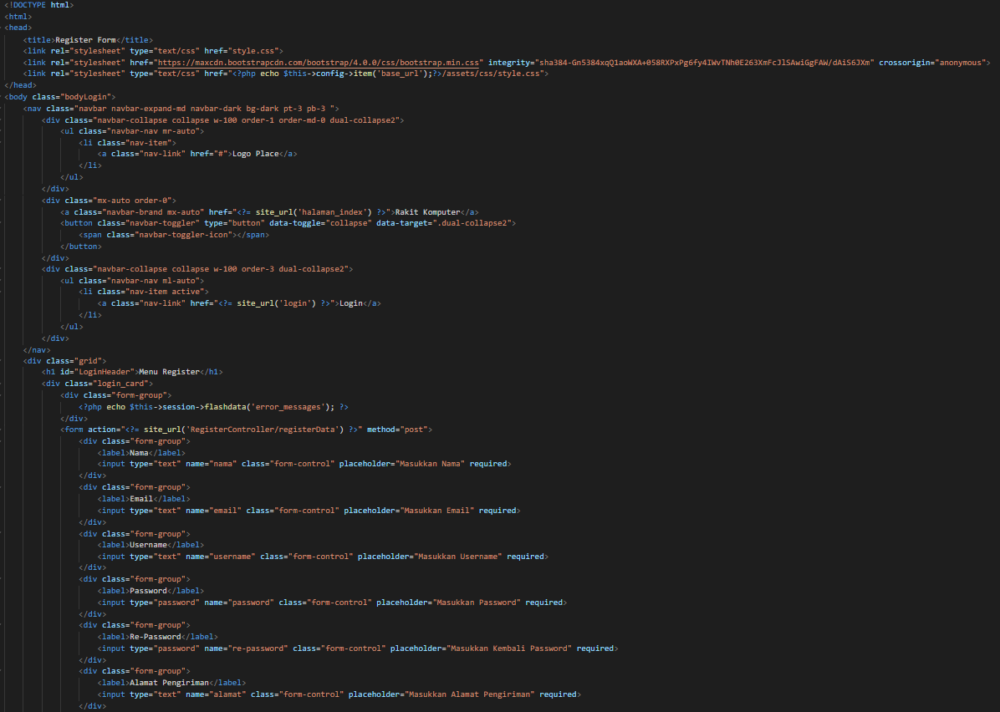 <!DOCTYPE html>
<html>
<head>
<title>Register Form</title>
<link rel="stylesheet" type="text/css" href="style.css">
<link rel="stylesheet" href="https://maxcdn.bootstrapcdn.com/bootstrap/4.0.0/css/bootstrap.min.css" integrity="sha384-Gn5384xqQ1aoWXA+058RXPxPg6fy4IWvTNh0E263XmFcJlSAwiGgFAW/dAiS6JXm" crossorigin="anonymous">
<link rel="stylesheet" type="text/css" href="<?php echo $this->config->item('base_url');?>/assets/css/style.css">
</head>
<body class="bodyLogin">
<nav class="navbar navbar-expand-md navbar-dark bg-dark pt-3 pb-3 ">
<div class="navbar-collapse collapse w-100 order-1 order-md-0 dual-collapse2">
<ul class="navbar-nav mr-auto">
<li class="nav-item">
<a class="nav-link" href="#">Logo Place</a>
</li>
</ul>
</div>
<div class="mx-auto order-0">
<a class="navbar-brand mx-auto" href="<?= site_url('halaman_index') ?>">Rakit Komputer</a>
<button class="navbar-toggler" type="button" data-toggle="collapse" data-target=".dual-collapse2">
<span class="navbar-toggler-icon"></span>
</button>
</div>
<div class="navbar-collapse collapse w-100 order-3 dual-collapse2">
<ul class="navbar-nav ml-auto">
<li class="nav-item active">
<a class="nav-link" href="<?= site_url('login') ?>">Login</a>
</li>
</ul>
</div>
</nav>
<div class="grid">
<h1 id="LoginHeader">Menu Register</h1>
<div class="login_card">
<div class="form-group">
<?php echo $this->session->flashdata('error_messages'); ?>
</div>
<form action="<?= site_url('RegisterController/registerData') ?>" method="post">
<div class="form-group">
<label>Nama</label>
<input type="text" name="nama" class="form-control" placeholder="Masukkan Nama" required>
</div>
<div class="form-group">
<label>Email</label>
<input type="text" name="email" class="form-control" placeholder="Masukkan Email" required>
</div>
<div class="form-group">
<label>Username</label>
<input type="text" name="username" class="form-control" placeholder="Masukkan Username" required>
</div>
<div class="form-group">
<label>Password</label>
<input type="password" name="password" class="form-control" placeholder="Masukkan Password" required>
</div>
<div class="form-group">
<label>Re-Password</label>
<input type="password" name="re-password" class="form-control" placeholder="Masukkan Kembali Password" required>
</div>
<div class="form-group">
<label>Alamat Pengiriman</label>
<input type="text" name="alamat" class="form-control" placeholder="Masukkan Alamat Pengiriman" required>
</div>